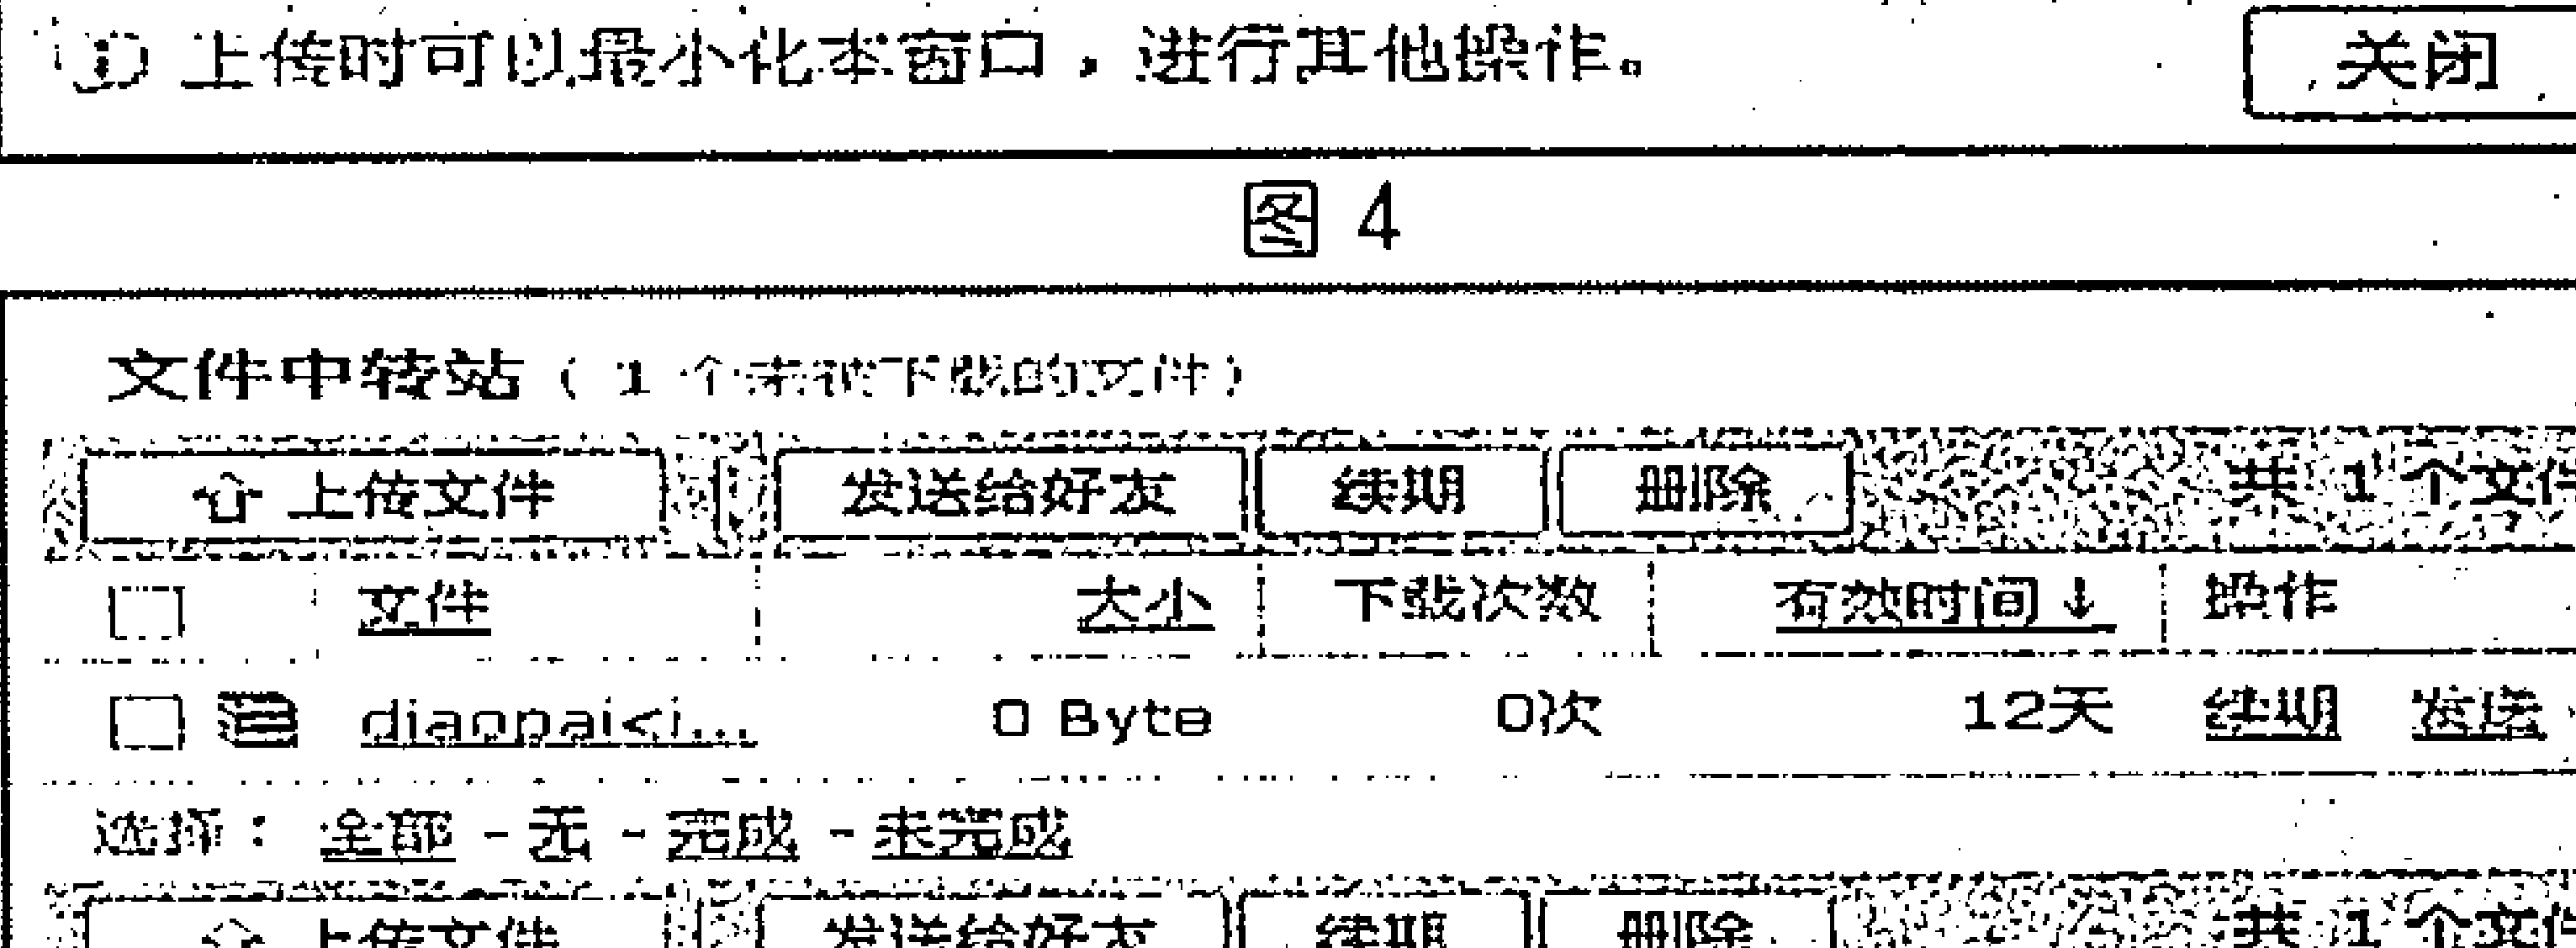 上传时可以最小化本窗口，进行其他操作。 关闭
图 4
文件中转站（1 个未被下载的文件）
上传文件 发送给好友 续期 删除 共 1 个文件
文件 大小 下载次数 有效时间↓ 操作
diaopai<i... 0 Byte 0次 12天 续期 发送
选择：全部 - 无 - 完成 - 未完成
上传文件 发送给好友 续期 删除 共 1 个文件